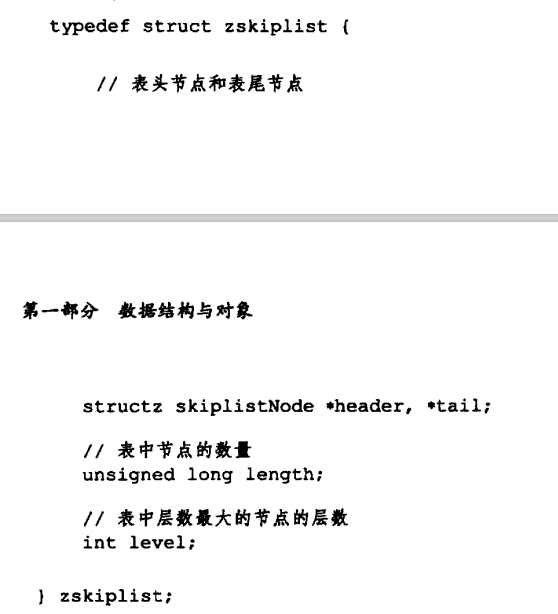 typedef struct zskiplist {
// 表头节点和表尾节点
第一部分 数据结构与对象
structz skiplistNode *header, *tail;
// 表中节点的数量
unsigned long length;
// 表中层数最大的节点的层数
int level;
} zskiplist;